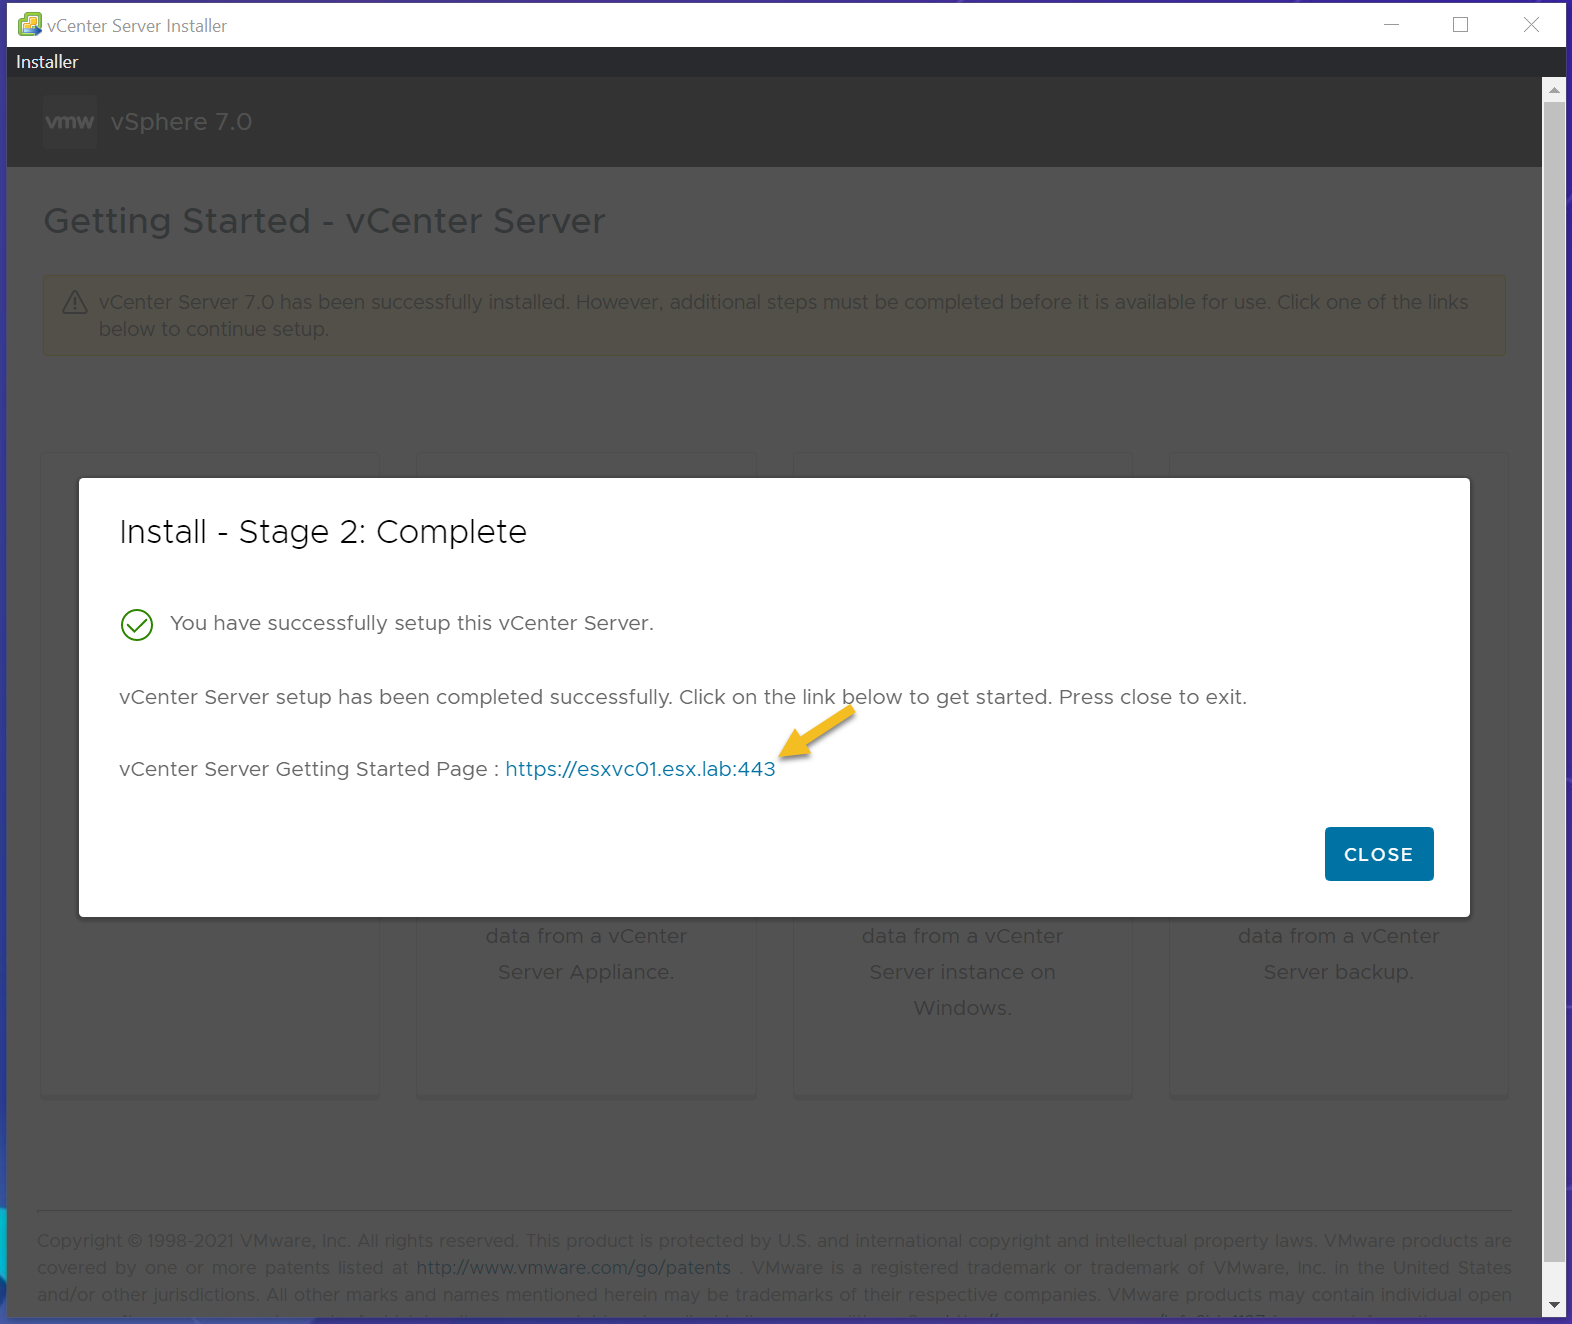 vCenter Server Installer
Installer
vmw vSphere 7.0
Getting Started - vCenter Server
vCenter Server 7.0 has been successfully installed. However, additional steps must be completed before it is available for use. Click one of the links
below to continue setup.
Install - Stage 2: Complete
You have successfully setup this vCenter Server.
vCenter Server setup has been completed successfully. Click on the link below to get started. Press close to exit.
vCenter Server Getting Started Page : https://esxvc01.esx.lab:443
CLOSE
data from a vCenter
Server Appliance.
data from a vCenter
Server instance on
Windows.
data from a vCenter
Server backup.
Copyright © 1998-2021 VMware, Inc. All rights reserved. This product is protected by U.S. and international copyright and intellectual property laws. VMware products are
covered by one or more patents listed at http://www.vmware.com/go/patents . VMware is a registered trademark or trademark of VMware, Inc. in the United States
and/or other jurisdictions. All other marks and names mentioned herein may be trademarks of their respective companies. VMware products may contain individual open